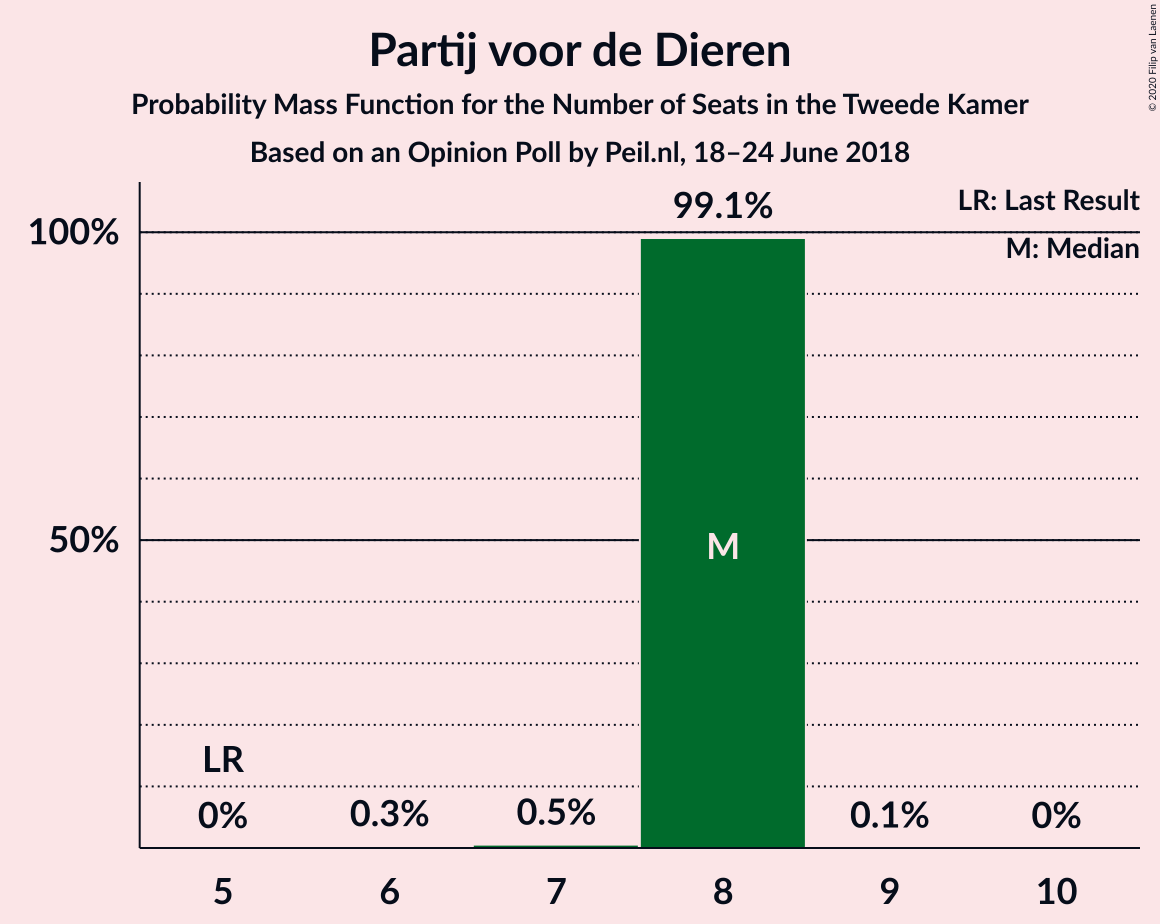 Partij voor de Dieren
Probability Mass Function for the Number of Seats in the Tweede Kamer
Based on an Opinion Poll by Peil.nl, 18–24 June 2018
© 2020 Filip van Laenen
LR: Last Result
M: Median
99.1%
100%
50%
M
LR
0%
0.3%
0.5%
0.1%
0%
5 6 7 8 9 10